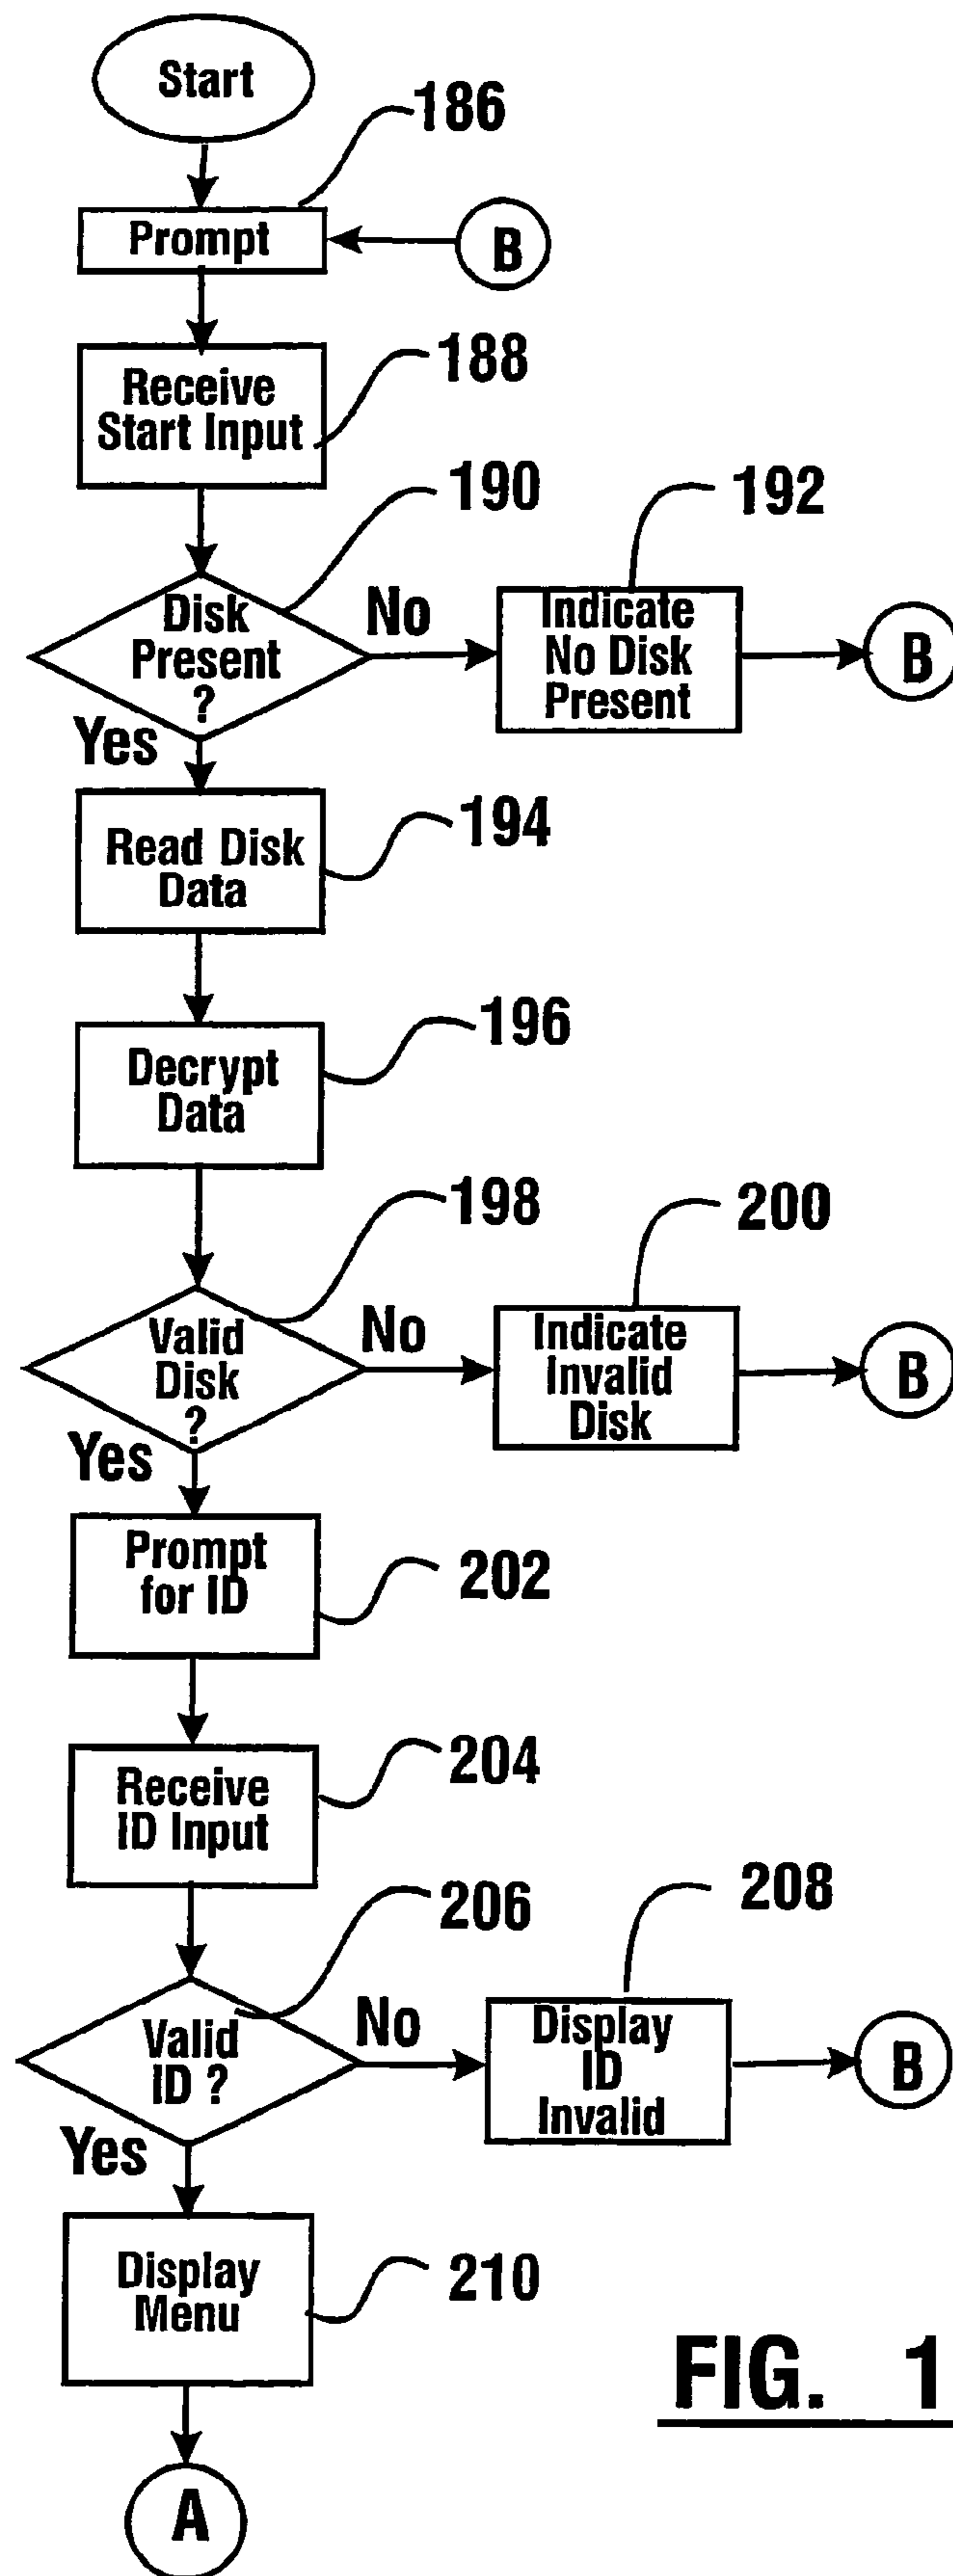 Start
186
Prompt
B
188
Receive
Start Input
190
192
Disk
Present
?
No
Indicate
No Disk
Present
B
Yes
194
Read Disk
Data
196
Decrypt
Data
198
200
Valid
Disk
?
No
Indicate
Invalid
Disk
B
Yes
Prompt
for ID
202
204
Receive
ID Input
206
208
Valid
ID ?
No
Display
ID
Invalid
B
Yes
Display
Menu
210
FIG. 1
A